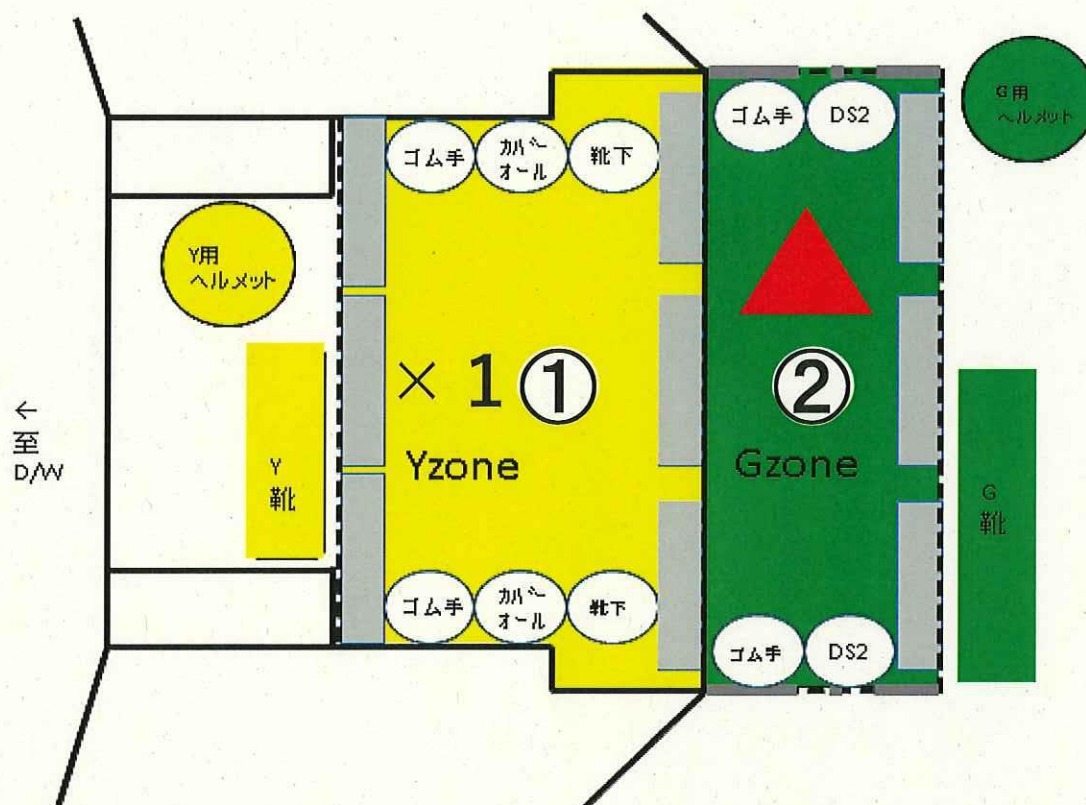 G用
ヘルメット
ゴム手
DS2
ゴム手
カバー
オール
靴下
Y用
ヘルメット
× 1 ①
②
←
至
D/W
Yzone
Gzone
Y
靴
G
靴
ゴム手
カバー
オール
靴下
ゴム手
DS2